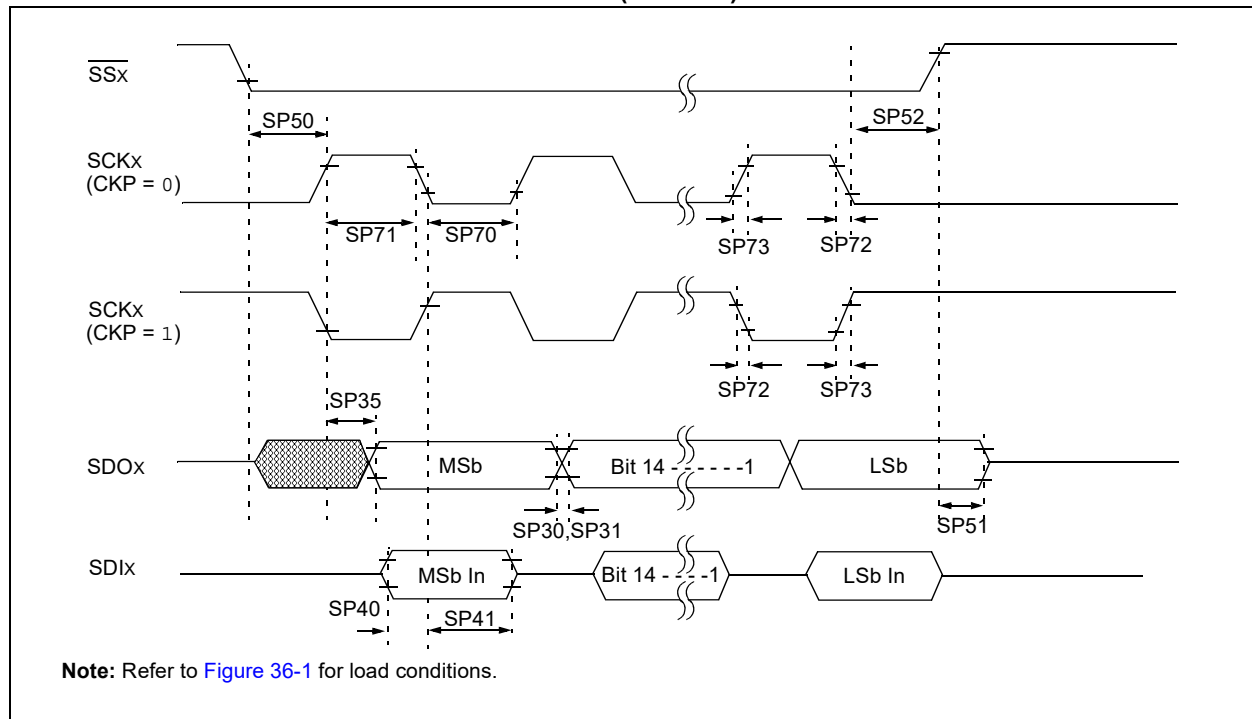 SSx
SP50
SP52
SCKx
(CKP = 0)
SP71
SP70
SP73
SP72
SCKx
(CKP = 1)
SP72
SP73
SP35
SDOx
MSb
Bit 14 - - - - - -1
LSb
SP30,SP31
SP51
SDIx
MSb In
Bit 14 - - - -1
LSb In
SP40
SP41
Note: Refer to Figure 36-1 for load conditions.